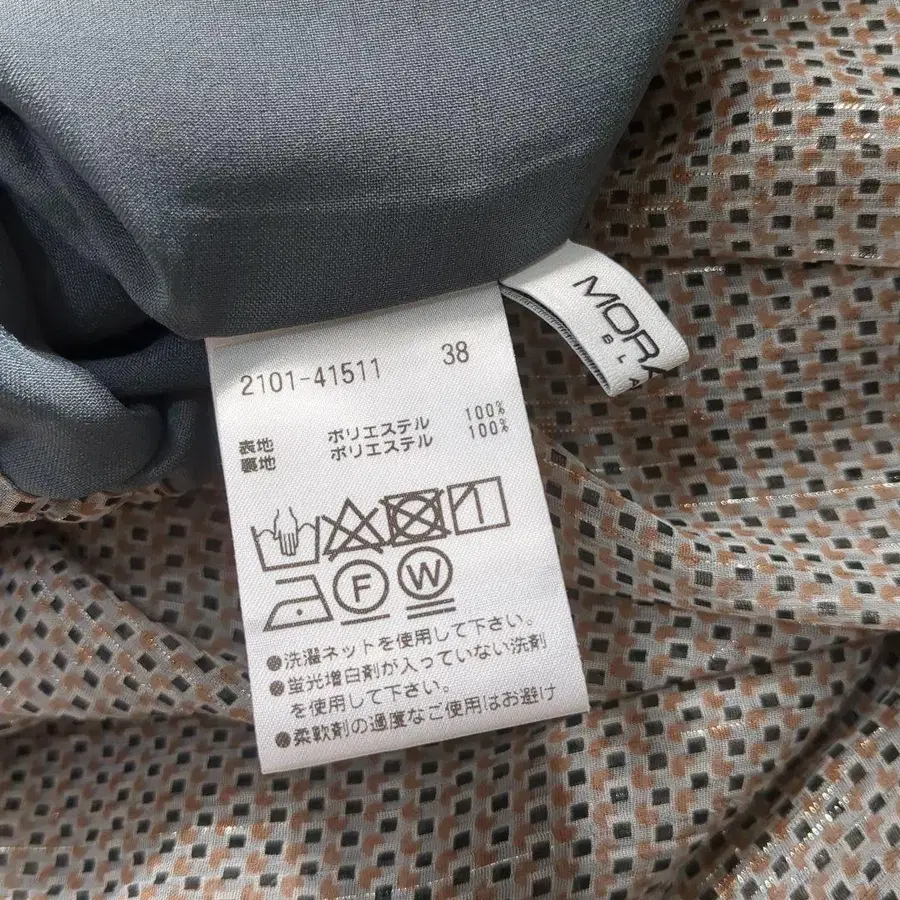 MORA
BLA
2101-41511 38
表地 ポリエステル 100%
裏地 ポリエステル 100%
F W
●洗濯ネットを使用して下さい。
●蛍光増白剤が入っていない洗剤
を使用して下さい。
●柔軟剤の過度なご使用はお避け